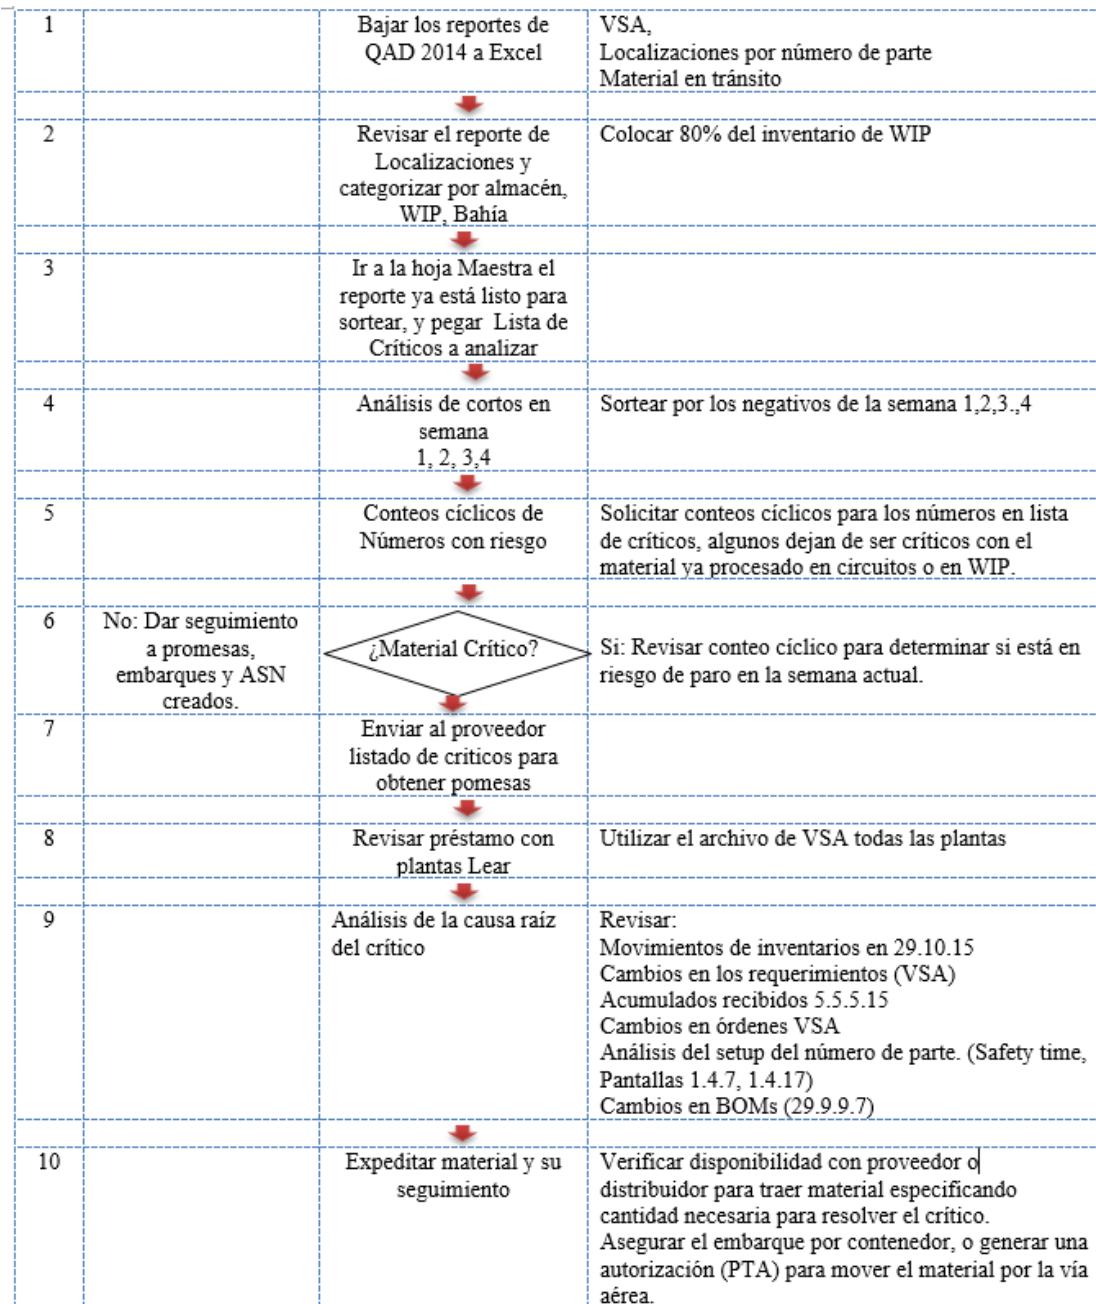 1
Bajar los reportes de
QAD 2014 a Excel
VSA,
Localizaciones por número de parte
Material en tránsito
2
Revisar el reporte de
Localizaciones y
categorizar por almacén,
WIP, Bahía
Colocar 80% del inventario de WIP
3
Ir a la hoja Maestra el
reporte ya está listo para
sortear, y pegar Lista de
Críticos a analizar
4
Análisis de cortos en
semana
1, 2, 3,4
Sortear por los negativos de la semana 1,2,3.,4
5
Conteos cíclicos de
Números con riesgo
Solicitar conteos cíclicos para los números en lista
de críticos, algunos dejan de ser críticos con el
material ya procesado en circuitos o en WIP.
6
No: Dar seguimiento
a promesas,
embarques y ASN
creados.
¿Material Crítico?
Si: Revisar conteo cíclico para determinar si está en
riesgo de paro en la semana actual.
7
Enviar al proveedor
listado de criticos para
obtener pomesas
8
Revisar préstamo con
plantas Lear
Utilizar el archivo de VSA todas las plantas
9
Análisis de la causa raíz
del crítico
Revisar:
Movimientos de inventarios en 29.10.15
Cambios en los requerimientos (VSA)
Acumulados recibidos 5.5.5.15
Cambios en órdenes VSA
Análisis del setup del número de parte. (Safety time,
Pantallas 1.4.7, 1.4.17)
Cambios en BOMs (29.9.9.7)
10
Expeditar material y su
seguimiento
Verificar disponibilidad con proveedor o
distribuidor para traer material especificando
cantidad necesaria para resolver el crítico.
Asegurar el embarque por contenedor, o generar una
autorización (PTA) para mover el material por la vía
aérea.